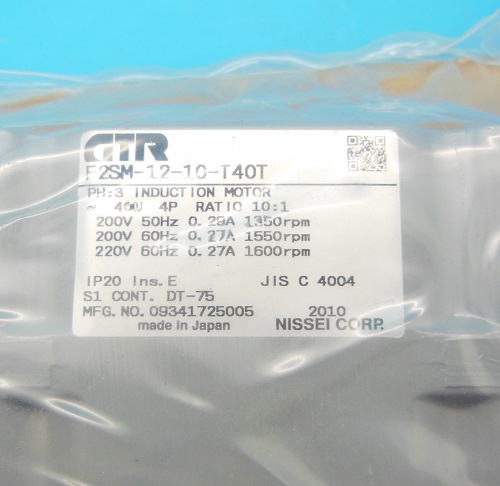 GTR
F2SM-12-10-T40T
PH:3 INDUCTION MOTOR
~ 40W 4P RATIO 10:1
200V 50Hz 0.29A 1350rpm
200V 60Hz 0.27A 1550rpm
220V 60Hz 0.27A 1600rpm
IP20 Ins.E JIS C 4004
S1 CONT. DT-75
MFG.NO.09341725005 2010
made in Japan NISSEI CORP.